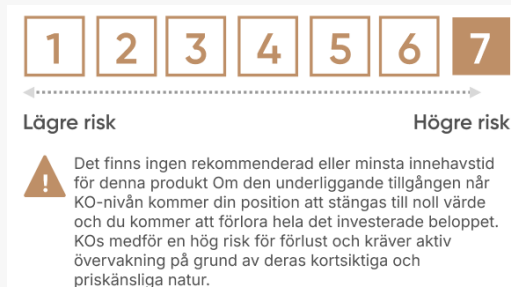 1 2 3 4 5 6 7
Lägre risk Högre risk
Det finns ingen rekommenderad eller minsta innehavstid
för denna produkt Om den underliggande tillgången når
KO-nivån kommer din position att stängas till noll värde
och du kommer att förlora hela det investerade beloppet.
KOs medför en hög risk för förlust och kräver aktiv
övervakning på grund av deras kortsiktiga och
priskänsliga natur.